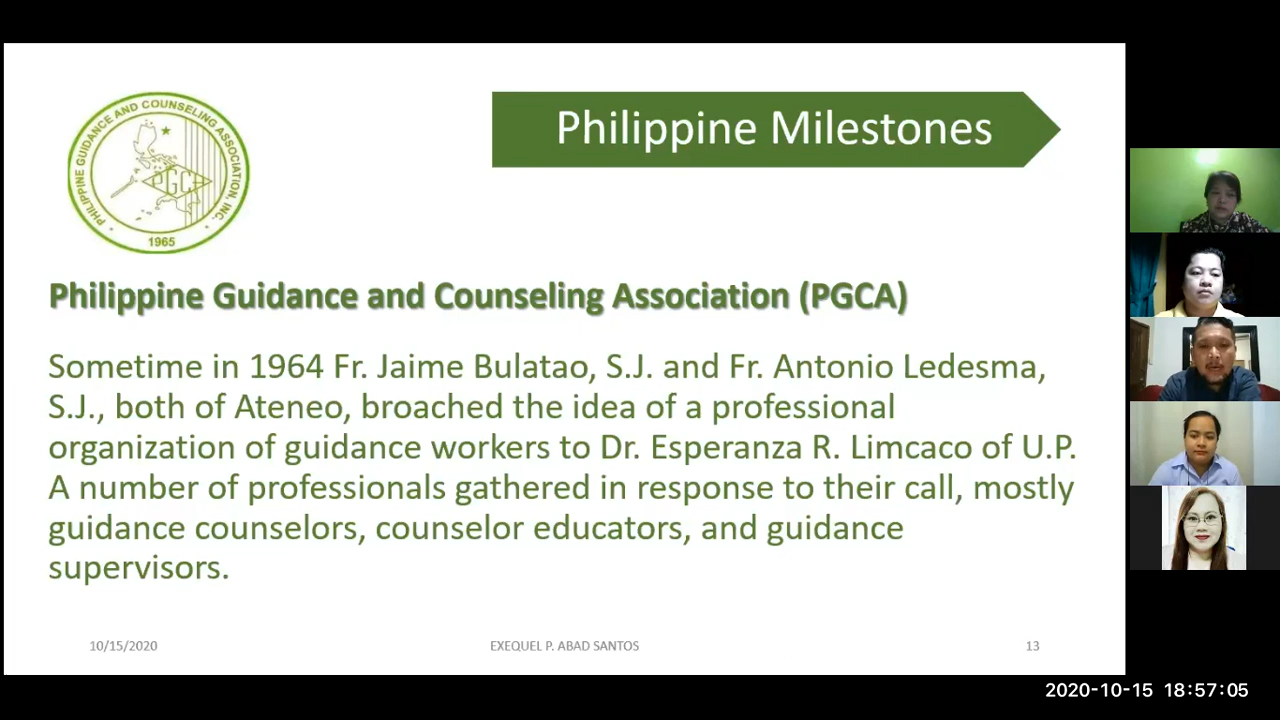 PHILIPPINE GUIDANCE AND COUNSELING ASSOCIATION, INC.
PGCA
1965
Philippine Milestones
Philippine Guidance and Counseling Association (PGCA)
Sometime in 1964 Fr. Jaime Bulatao, S.J. and Fr. Antonio Ledesma,
S.J., both of Ateneo, broached the idea of a professional
organization of guidance workers to Dr. Esperanza R. Limcaco of U.P.
A number of professionals gathered in response to their call, mostly
guidance counselors, counselor educators, and guidance
supervisors.
10/15/2020
EXEQUEL P. ABAD SANTOS
13
2020-10-15 18:57:05